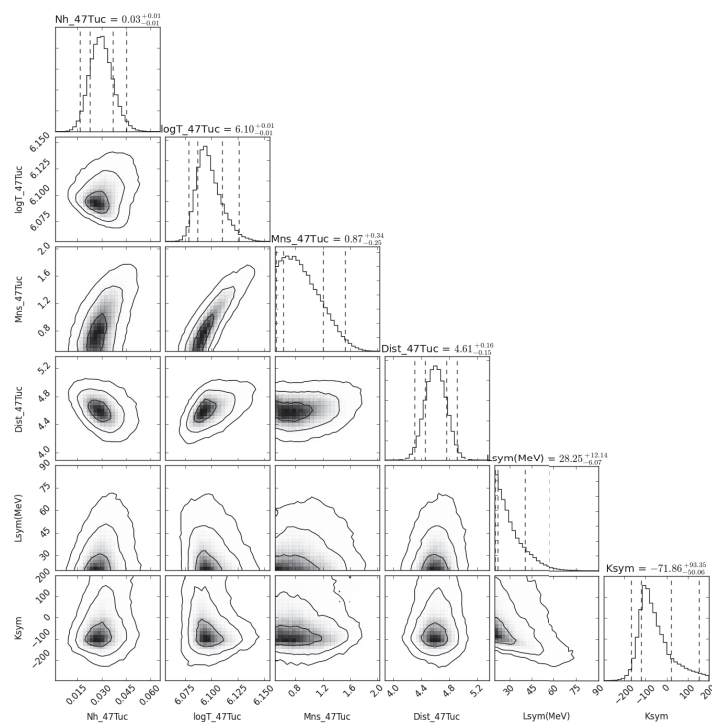 Nh_47Tuc = 0.03 +0.01 −0.01
logT_47Tuc = 6.10 +0.01 −0.01
6.150
6.125
6.100
6.075
logT_47Tuc
Mns_47Tuc = 0.87 +0.34 −0.25
2.0
1.6
1.2
0.8
Mns_47Tuc
Dist_47Tuc = 4.61 +0.16 −0.15
5.2
4.8
4.4
4.0
Dist_47Tuc
Lsym(MeV) = 28.25 +12.14 −6.07
90
75
60
45
30
20
Lsym(MeV)
Ksym = −71.86 +93.35 −50.06
200
100
0
−100
−200
Ksym
0.015 0.030 0.045 0.060
6.075 6.100 6.125 6.150
0.8 1.2 1.6 2.0
4.0 4.4 4.8 5.2
30 45 60 75 90
−200 −100 0 100 200
Nh_47Tuc logT_47Tuc Mns_47Tuc Dist_47Tuc Lsym(MeV) Ksym